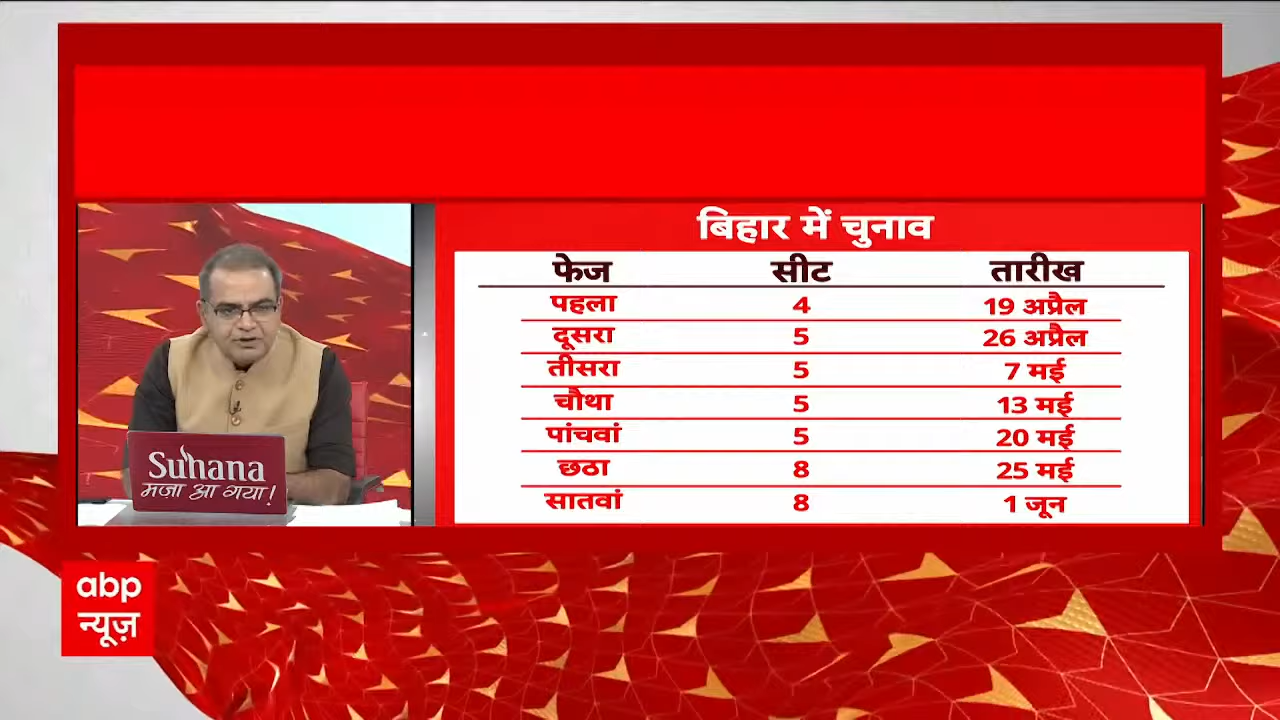 बिहार में चुनाव
फेज सीट तारीख
पहला 4 19 अप्रैल
दूसरा 5 26 अप्रैल
तीसरा 5 7 मई
चौथा 5 13 मई
पांचवां 5 20 मई
छठा 8 25 मई
सातवां 8 1 जून
Suhana
मज़ा आ गया!
abp
न्यूज़